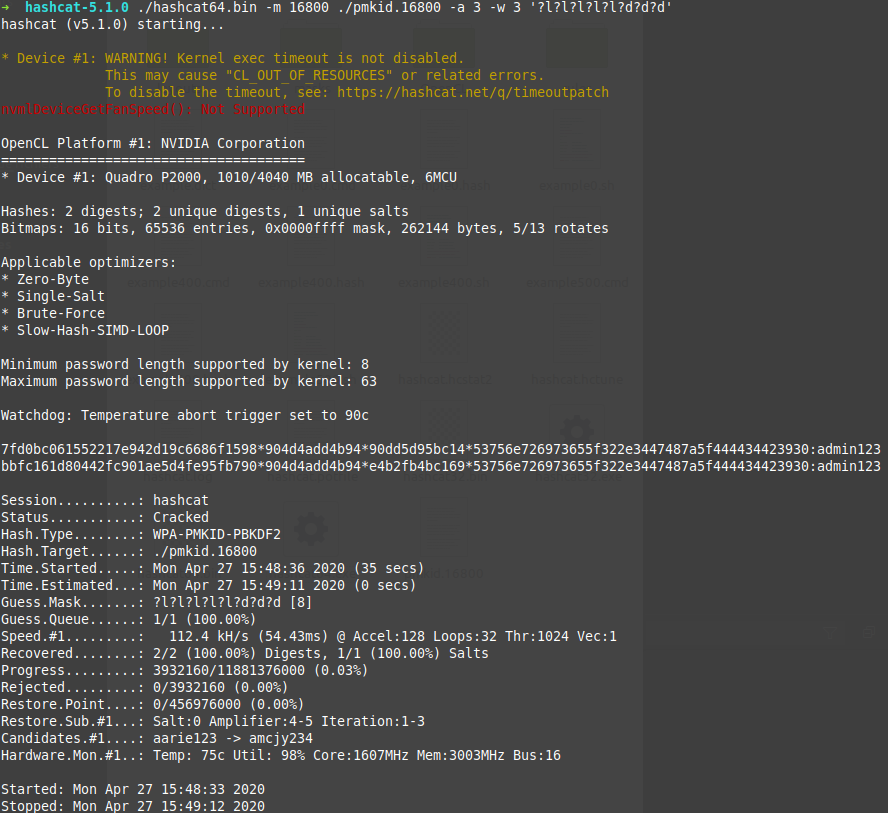 ➜ hashcat-5.1.0 ./hashcat64.bin -m 16800 ./pmkid.16800 -a 3 -w 3 '?l?l?l?l?l?d?d?d'
hashcat (v5.1.0) starting...
* Device #1: WARNING! Kernel exec timeout is not disabled.
This may cause "CL_OUT_OF_RESOURCES" or related errors.
To disable the timeout, see: https://hashcat.net/q/timeoutpatch
nvmlDeviceGetFanSpeed(): Not Supported
OpenCL Platform #1: NVIDIA Corporation
======================================
* Device #1: Quadro P2000, 1010/4040 MB allocatable, 6MCU
Hashes: 2 digests; 2 unique digests, 1 unique salts
Bitmaps: 16 bits, 65536 entries, 0x0000ffff mask, 262144 bytes, 5/13 rotates
Applicable optimizers:
* Zero-Byte
* Single-Salt
* Brute-Force
* Slow-Hash-SIMD-LOOP
Minimum password length supported by kernel: 8
Maximum password length supported by kernel: 63
Watchdog: Temperature abort trigger set to 90c
7fd0bc061552217e942d19c6686f1598*904d4add4b94*90dd5d95bc14*53756e726973655f322e3447487a5f444434423930:admin123
bbfc161d80442fc901ae5d4fe95fb790*904d4add4b94*e4b2fb4bc169*53756e726973655f322e3447487a5f444434423930:admin123
Session..........: hashcat
Status...........: Cracked
Hash.Type........: WPA-PMKID-PBKDF2
Hash.Target......: ./pmkid.16800
Time.Started.....: Mon Apr 27 15:48:36 2020 (35 secs)
Time.Estimated...: Mon Apr 27 15:49:11 2020 (0 secs)
Guess.Mask.......: ?l?l?l?l?l?d?d?d [8]
Guess.Queue......: 1/1 (100.00%)
Speed.#1.........: 112.4 kH/s (54.43ms) @ Accel:128 Loops:32 Thr:1024 Vec:1
Recovered........: 2/2 (100.00%) Digests, 1/1 (100.00%) Salts
Progress.........: 3932160/11881376000 (0.03%)
Rejected.........: 0/3932160 (0.00%)
Restore.Point....: 0/456976000 (0.00%)
Restore.Sub.#1...: Salt:0 Amplifier:4-5 Iteration:1-3
Candidates.#1....: aarie123 -> amcjy234
Hardware.Mon.#1..: Temp: 75c Util: 98% Core:1607MHz Mem:3003MHz Bus:16
Started: Mon Apr 27 15:48:33 2020
Stopped: Mon Apr 27 15:49:12 2020